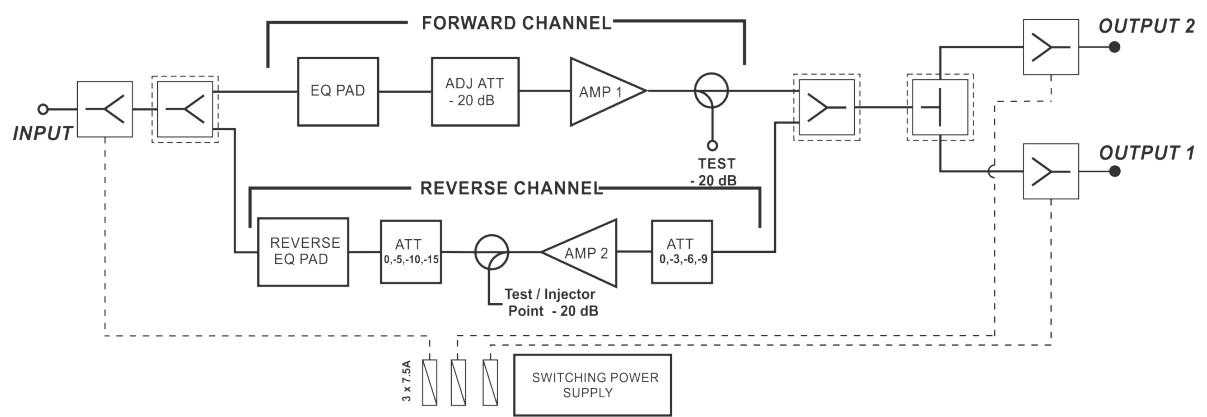 FORWARD CHANNEL
OUTPUT 2
EQ PAD
ADJ ATT
- 20 dB
AMP 1
INPUT
TEST
- 20 dB
OUTPUT 1
REVERSE CHANNEL
REVERSE
EQ PAD
ATT
0,-5,-10,-15
AMP 2
ATT
0,-3,-6,-9
Test / Injector
Point - 20 dB
3 x 7.5A
SWITCHING POWER
SUPPLY